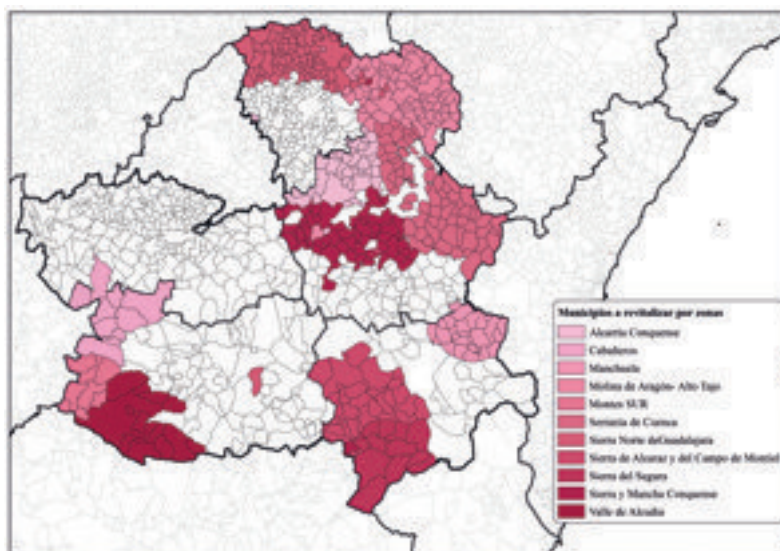 Municipios a revitalizar por zonas
Alcarria Conquense
Cabañeros
Manchuela
Molina de Aragón- Alto Tajo
Montes SUR
Serranía de Cuenca
Sierra Norte deGuadalajara
Sierra de Alcaraz y del Campo de Montiel
Sierra del Segura
Sierra y Mancha Conquense
Valle de Alcudia